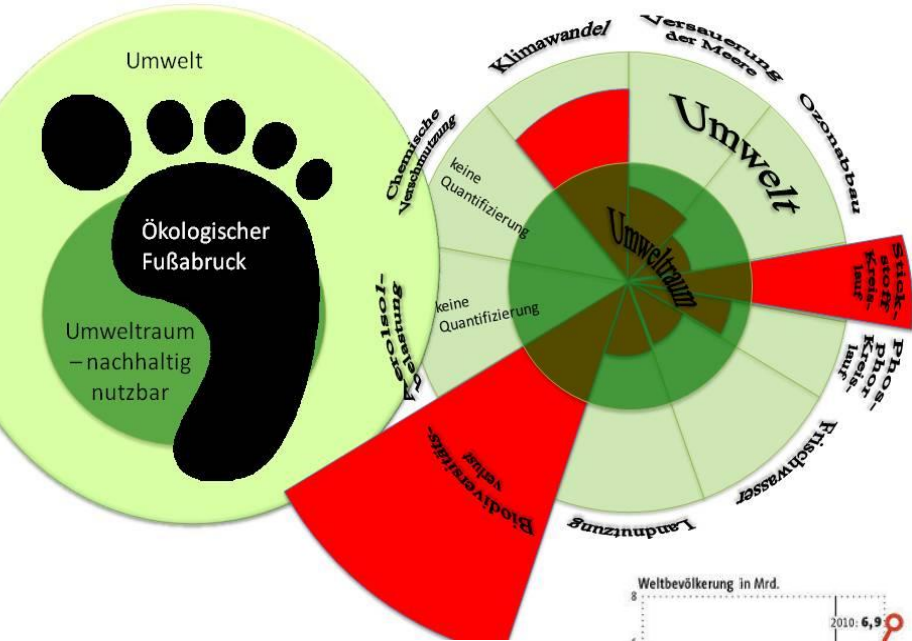 Umwelt
Ökologischer
Fußabruck
Umweltraum
– nachhaltig
nutzbar
Klimawandel
Versauerung
der Meere
Ozonabbau
Stick-
stoff
Kreis-
lauf
Phos-
Phor
Kreis-
lauf
Frischwasser
Landnutzung
Biodiversitäts-
verlust
keine
Quantifizierung
Chemische
Verschmutzung
keine
Quantifizierung
Umwelt
Umweltraum
Weltbevölkerung in Mrd.
8
2010: 6,9